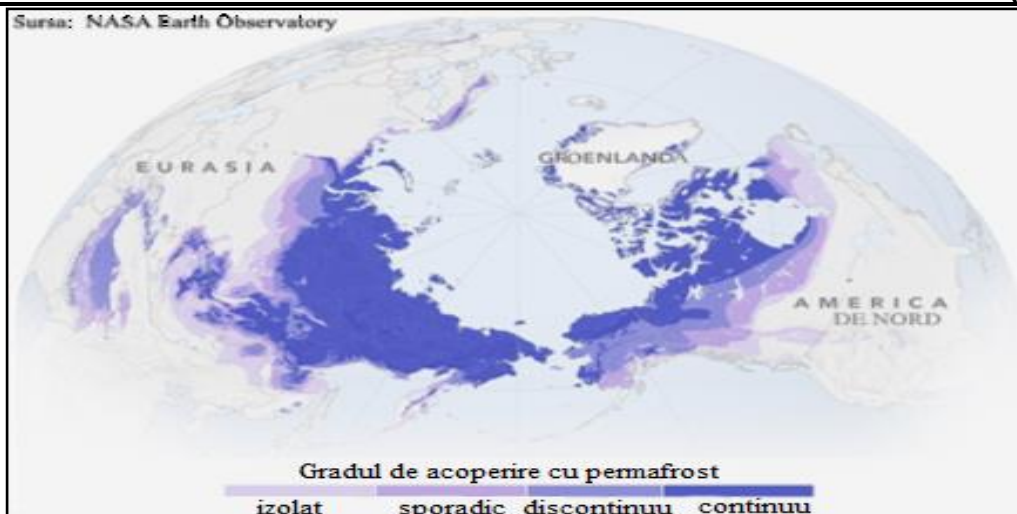 Sursa: NASA Earth Observatory
EURASIA
GROENLANDA
AMERICA
DE NORD
Gradul de acoperire cu permafrost
izolat sporadic discontinuu continuu